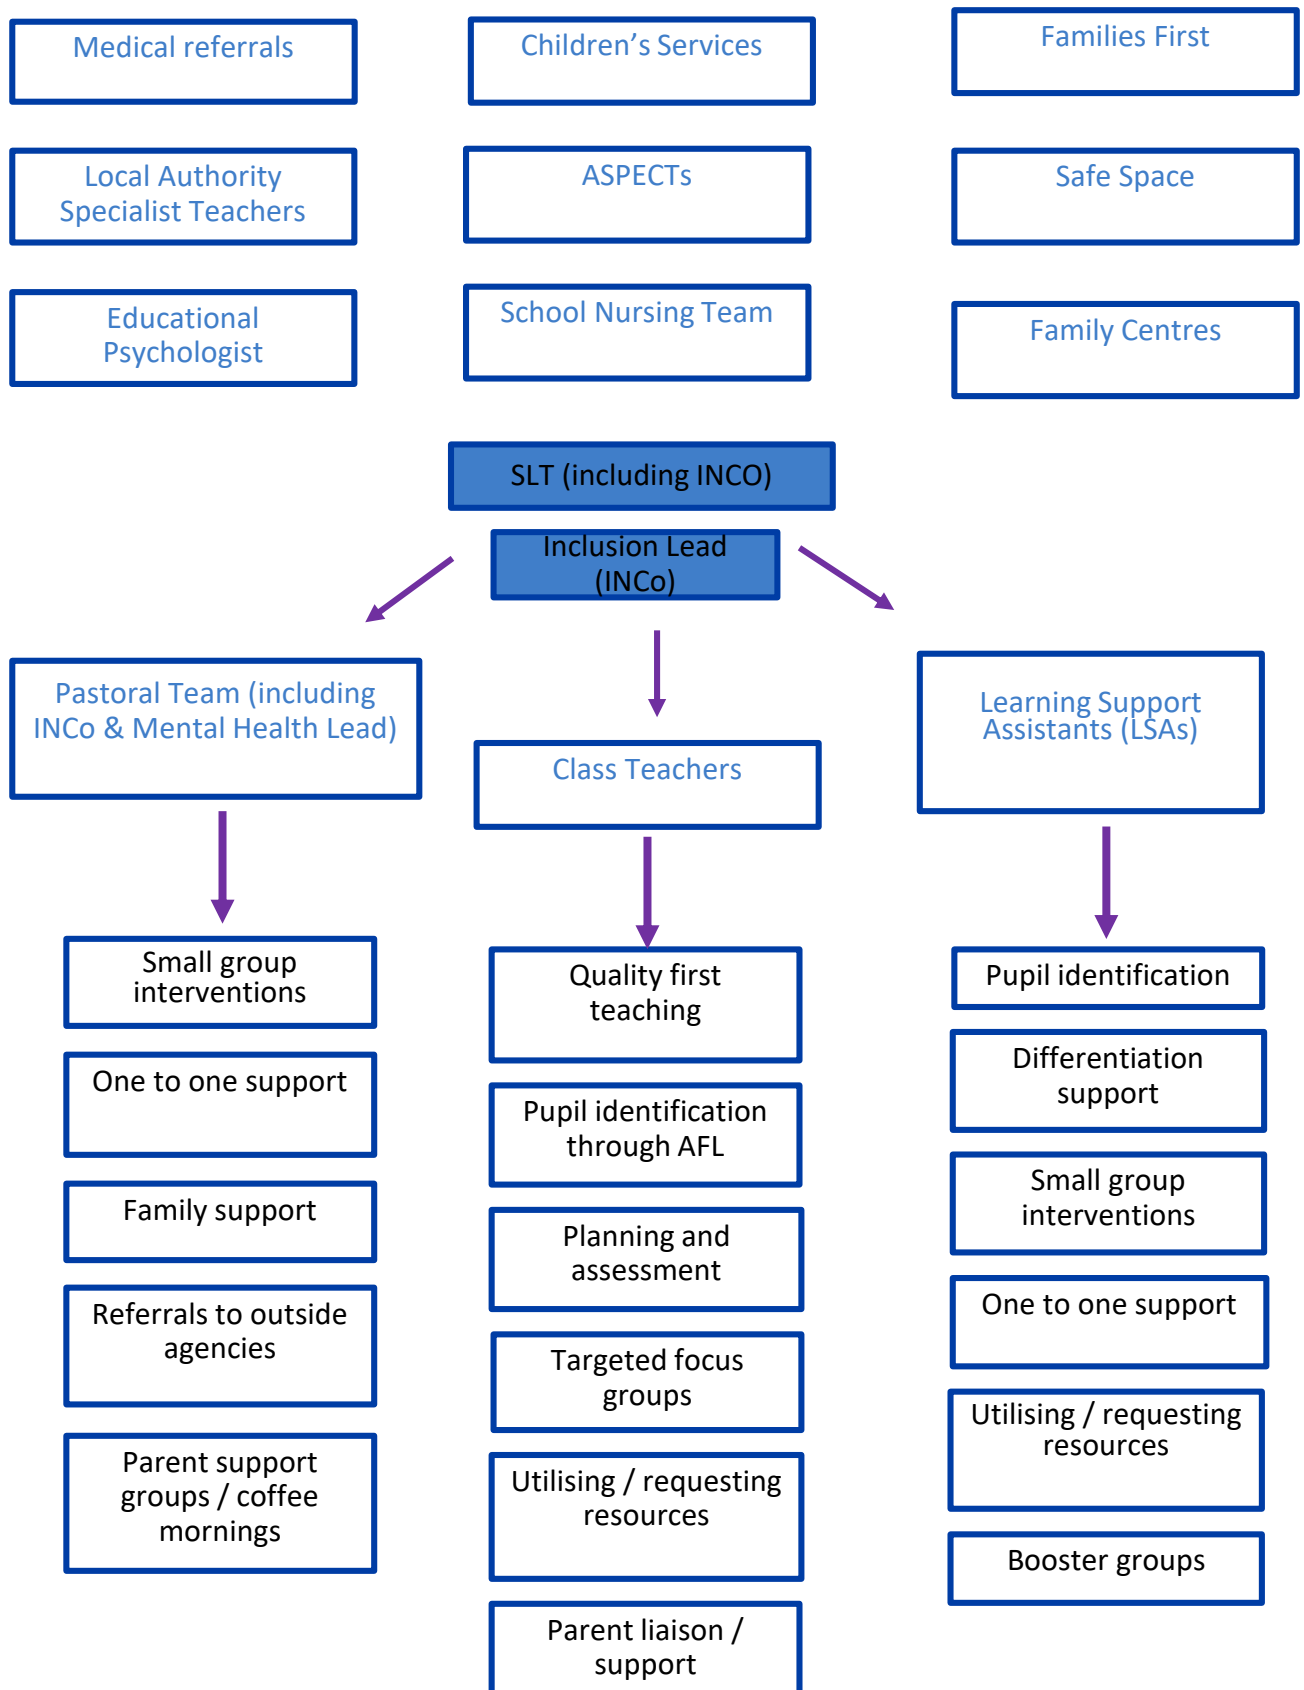 Medical referrals
Children’s Services
Families First
Local Authority
Specialist Teachers
ASPECTs
Safe Space
Educational
Psychologist
School Nursing Team
Family Centres
SLT (including INCO)
Inclusion Lead
(INCo)
Pastoral Team (including
INCo & Mental Health Lead)
Class Teachers
Learning Support
Assistants (LSAs)
Small group
interventions
One to one support
Family support
Referrals to outside
agencies
Parent support
groups / coffee
mornings
Quality first
teaching
Pupil identification
through AFL
Planning and
assessment
Targeted focus
groups
Utilising / requesting
resources
Parent liaison /
support
Pupil identification
Differentiation
support
Small group
interventions
One to one support
Utilising / requesting
resources
Booster groups